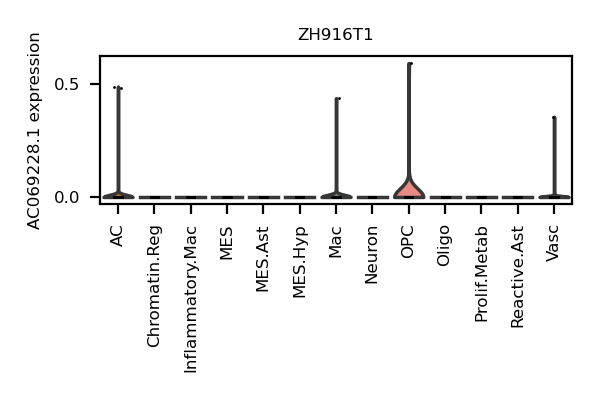 ZH916T1
AC069228.1 expression
0.5
0.0
AC
Chromatin.Reg
Inflammatory.Mac
MES
MES.Ast
MES.Hyp
Mac
Neuron
OPC
Oligo
Prolif.Metab
Reactive.Ast
Vasc